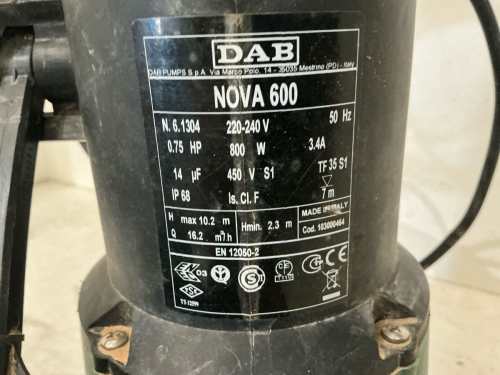 DAB
DAB PUMPS S.p.A. Via Marco Polo, 14 - 35035 Mestrino (PD) - Italy
NOVA 600
N. 6.1304 220-240 V 50 Hz
0.75 HP 800 W 3.4A
14 µF 450 V S1 TF 35 S1
IP 68 Is. Cl. F 7 m
H max 10.2 m Hmin. 2.3 m MADE IN ITALY
Q 16.2 m³/h Cod. 103000464
EN 12050-2
03
TSE